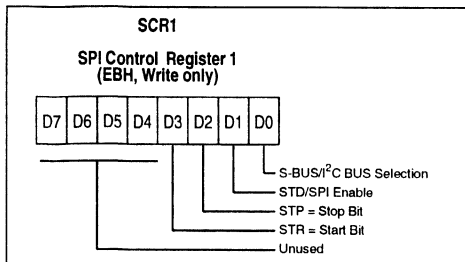 SCR1
SPI Control Register 1
(EBH, Write only)
D7 D6 D5 D4 D3 D2 D1 D0
S-BUS/I²C BUS Selection
STD/SPI Enable
STP = Stop Bit
STR = Start Bit
Unused